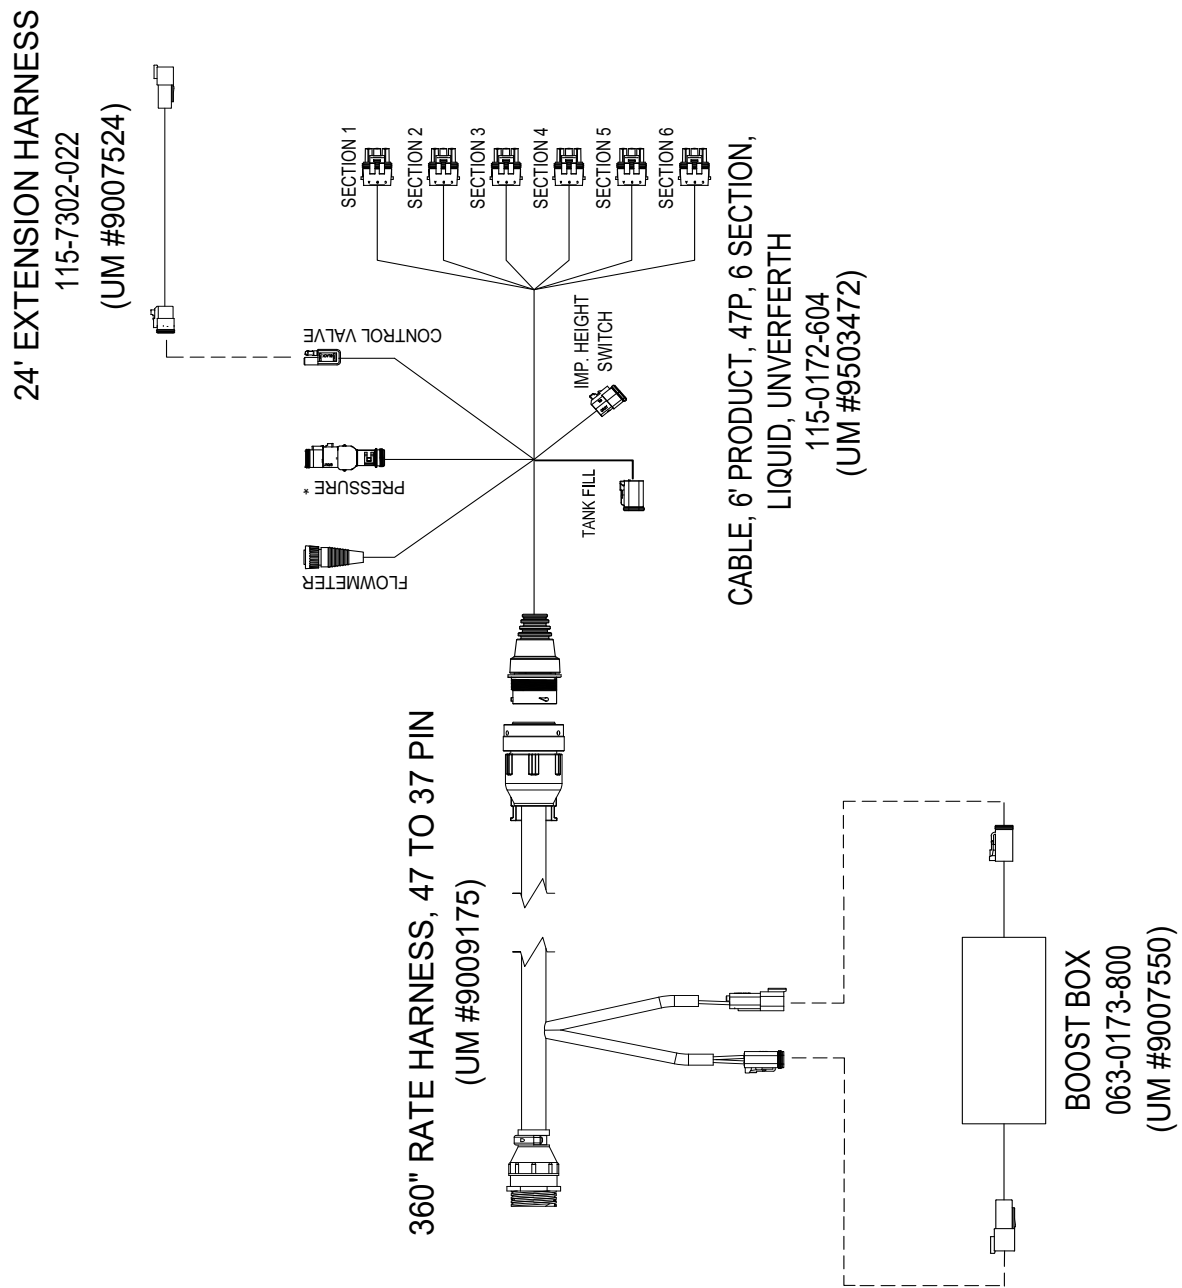 24' EXTENSION HARNESS
115-7302-022
(UM #9007524)
CONTROL VALVE
PRESSURE *
FLOWMETER
SECTION 1
SECTION 2
SECTION 3
SECTION 4
SECTION 5
SECTION 6
IMP. HEIGHT
SWITCH
TANK FILL
CABLE, 6' PRODUCT, 47P, 6 SECTION,
LIQUID, UNVERFERTH
115-0172-604
(UM #9503472)
360" RATE HARNESS, 47 TO 37 PIN
(UM #9009175)
BOOST BOX
063-0173-800
(UM #9007550)